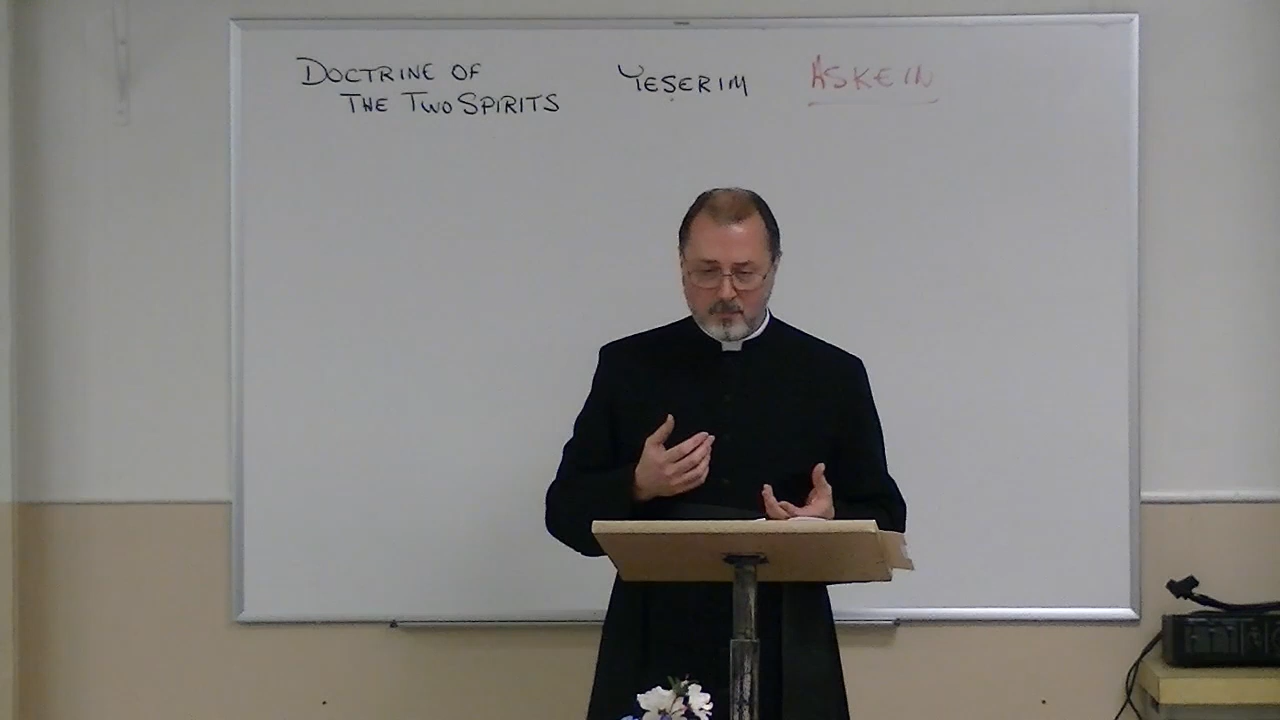 DOCTRINE OF
THE TWO SPIRITS
YESERIM
ASKEIN